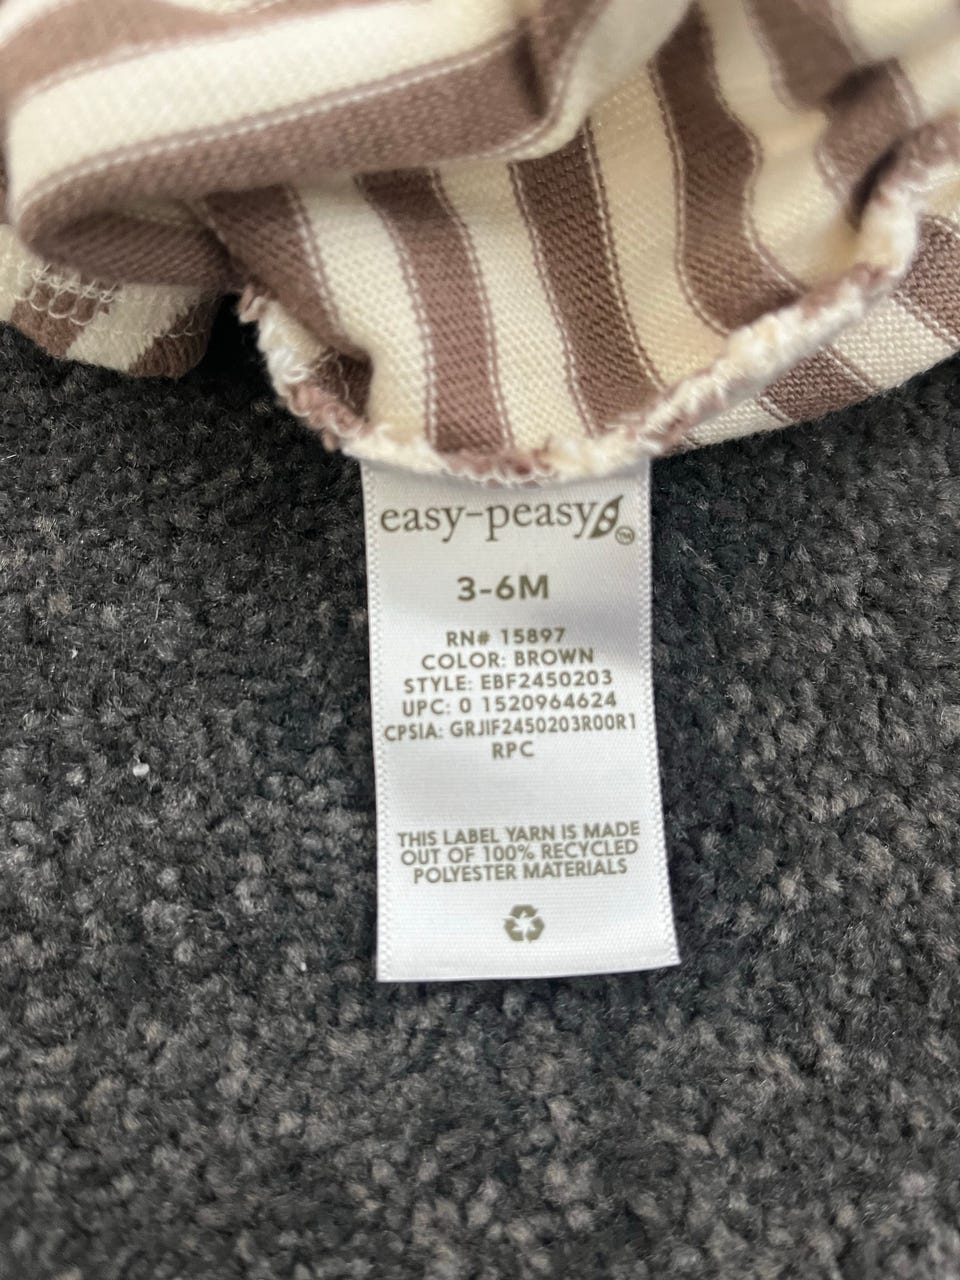 easy-peasy™
3-6M
RN# 15897
COLOR: BROWN
STYLE: EBF2450203
UPC: 0 1520964624
CPSIA: GRJIF2450203R00R1
RPC
THIS LABEL YARN IS MADE
OUT OF 100% RECYCLED
POLYESTER MATERIALS